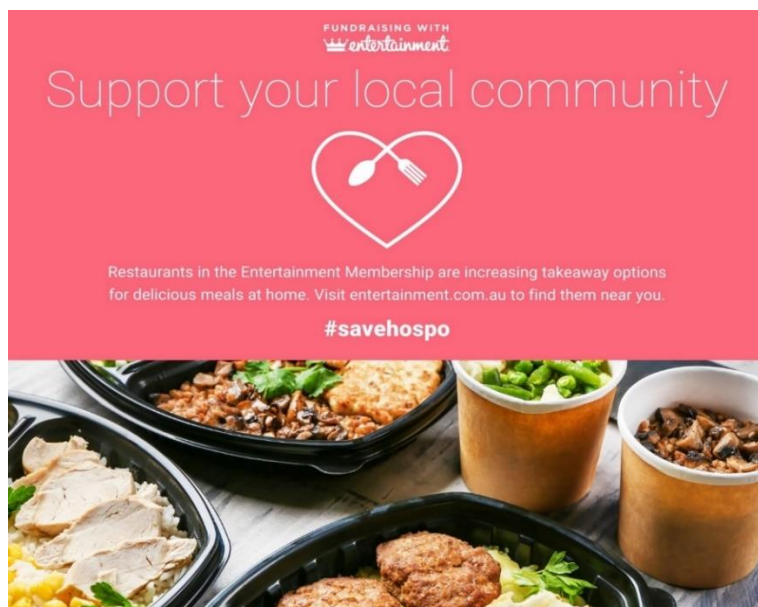 FUNDRAISING WITH
entertainment
Support your local community
Restaurants in the Entertainment Membership are increasing takeaway options
for delicious meals at home. Visit entertainment.com.au to find them near you.
#savehospo